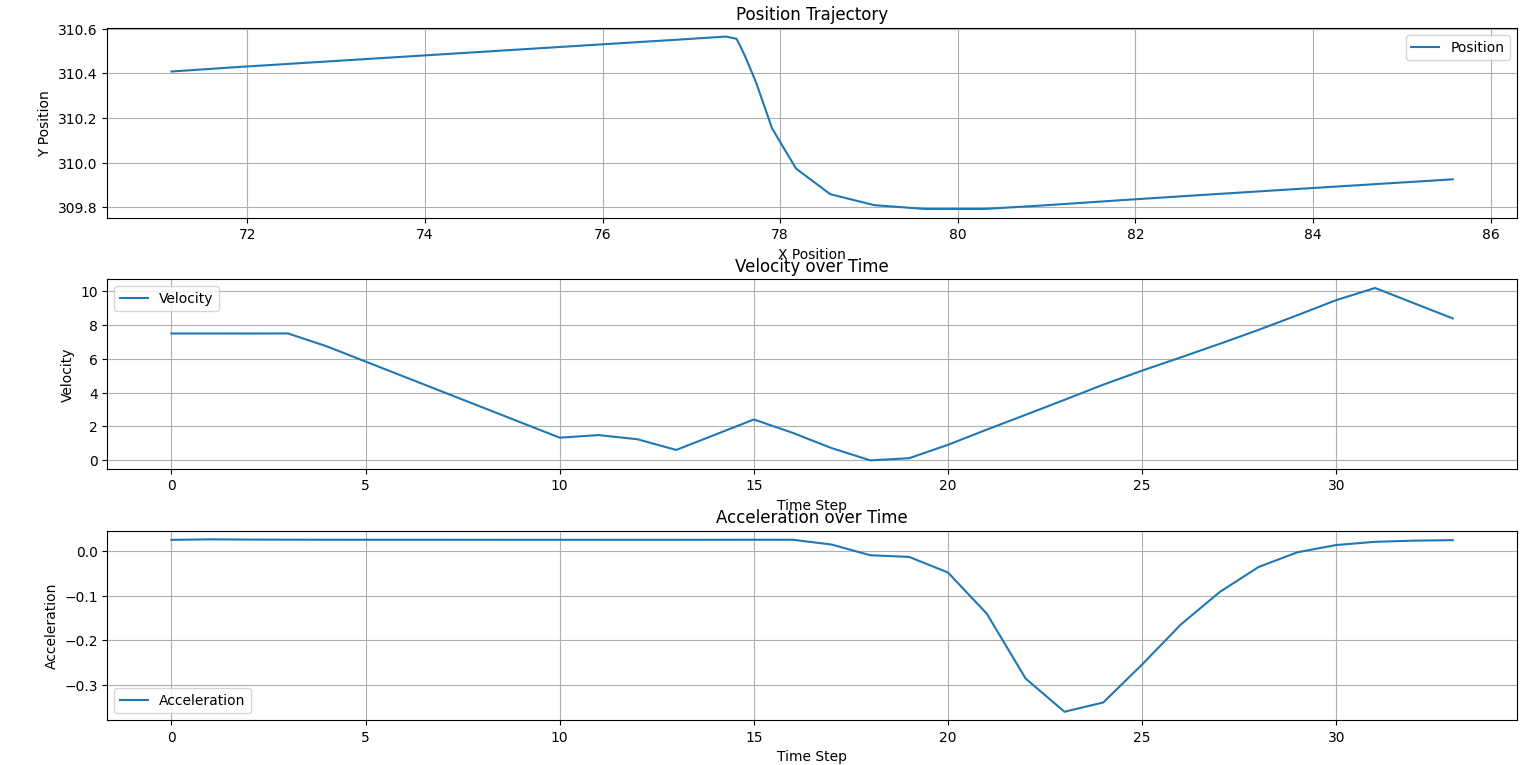 Position Trajectory
310.6
310.4
310.2
310.0
309.8
Y Position
Position
72 74 76 78 80 82 84 86
X Position
Velocity over Time
10
8
6
4
2
0
Velocity
Velocity
0 5 10 15 20 25 30
Time Step
Acceleration over Time
0.0
−0.1
−0.2
−0.3
Acceleration
Acceleration
0 5 10 15 20 25 30
Time Step